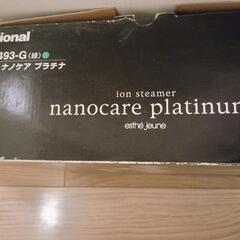 ional
493-G(緑)
ナノケア プラチナ
ion steamer
nanocare platinum
esthé jeune